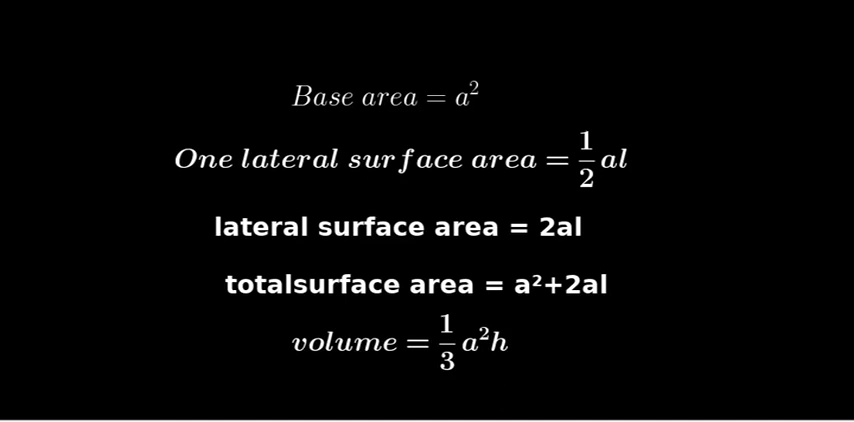 Base area = a²
One lateral surface area = 1/2 al
lateral surface area = 2al
totalsurface area = a²+2al
volume = 1/3 a²h